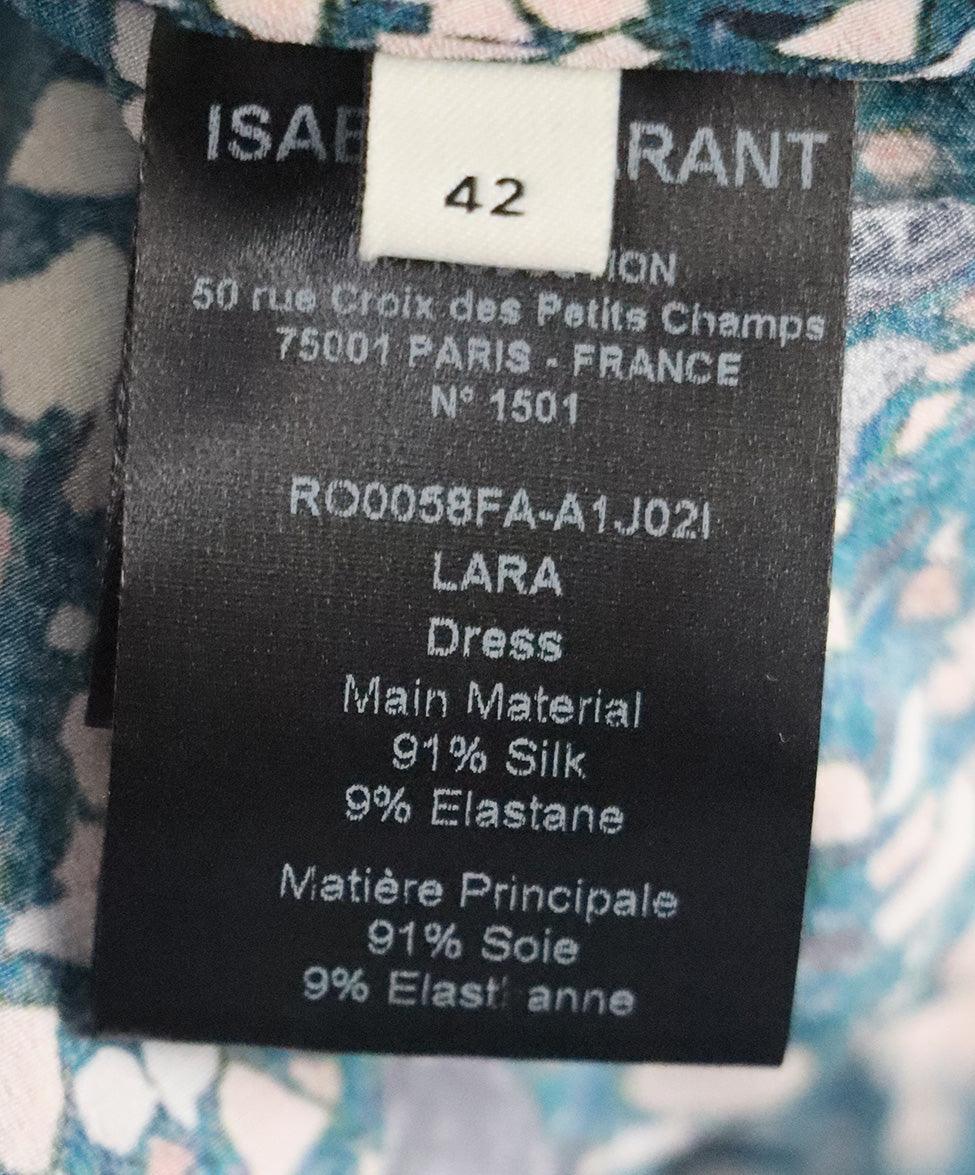 ISAB RANT
42
ION
50 rue Croix des Petits Champs
75001 PARIS - FRANCE
N° 1501
RO0058FA-A1J02I
LARA
Dress
Main Material
91% Silk
9% Elastane
Matière Principale
91% Soie
9% Elast anne